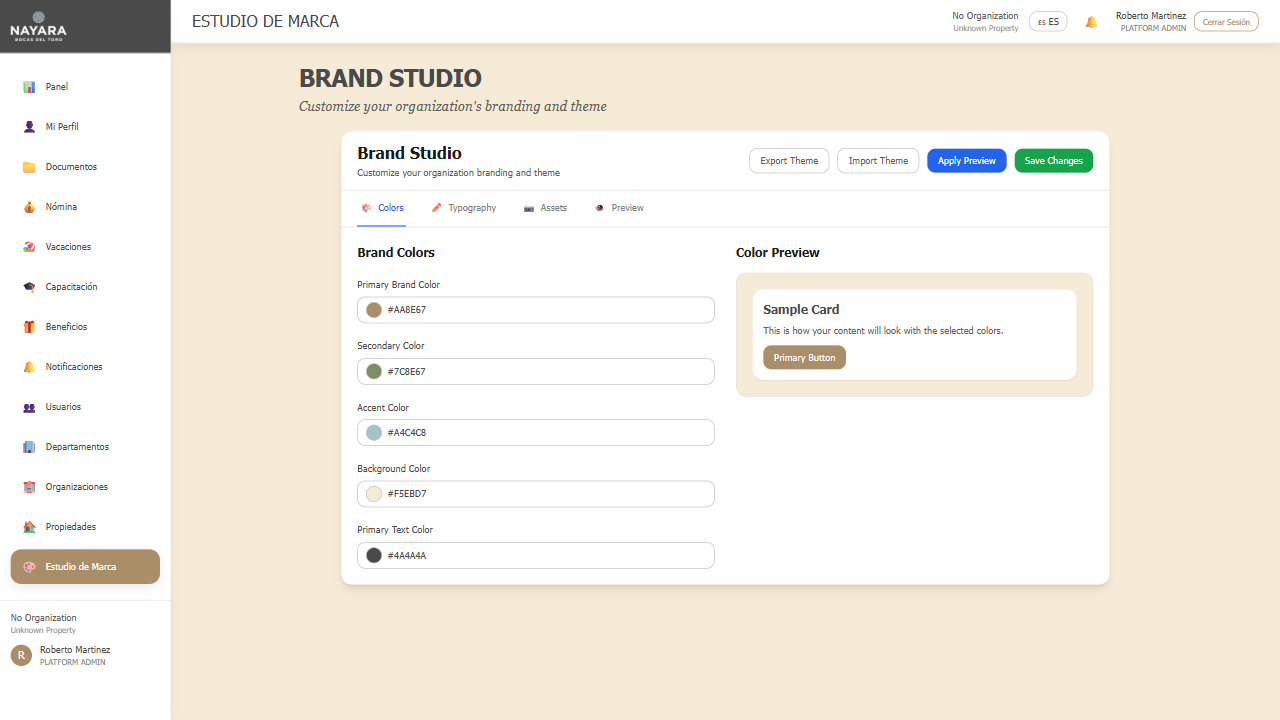 NAYARA
BOCAS DEL TORO
ESTUDIO DE MARCA
No Organization
Unknown Property
ES ES
Roberto Martinez
PLATFORM ADMIN
Cerrar Sesión
Panel
Mi Perfil
Documentos
Nómina
Vacaciones
Capacitación
Beneficios
Notificaciones
Usuarios
Departamentos
Organizaciones
Propiedades
Estudio de Marca
No Organization
Unknown Property
R
Roberto Martinez
PLATFORM ADMIN
BRAND STUDIO
Customize your organization's branding and theme
Brand Studio
Customize your organization branding and theme
Export Theme
Import Theme
Apply Preview
Save Changes
Colors
Typography
Assets
Preview
Brand Colors
Primary Brand Color
#AA8E67
Secondary Color
#7C8E67
Accent Color
#A4C4C8
Background Color
#F5EBD7
Primary Text Color
#4A4A4A
Color Preview
Sample Card
This is how your content will look with the selected colors.
Primary Button